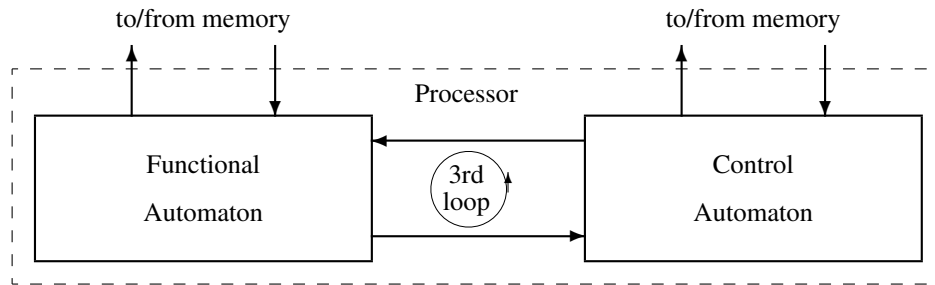 to/from memory
to/from memory
Processor
Functional
Automaton
3rd
loop
Control
Automaton